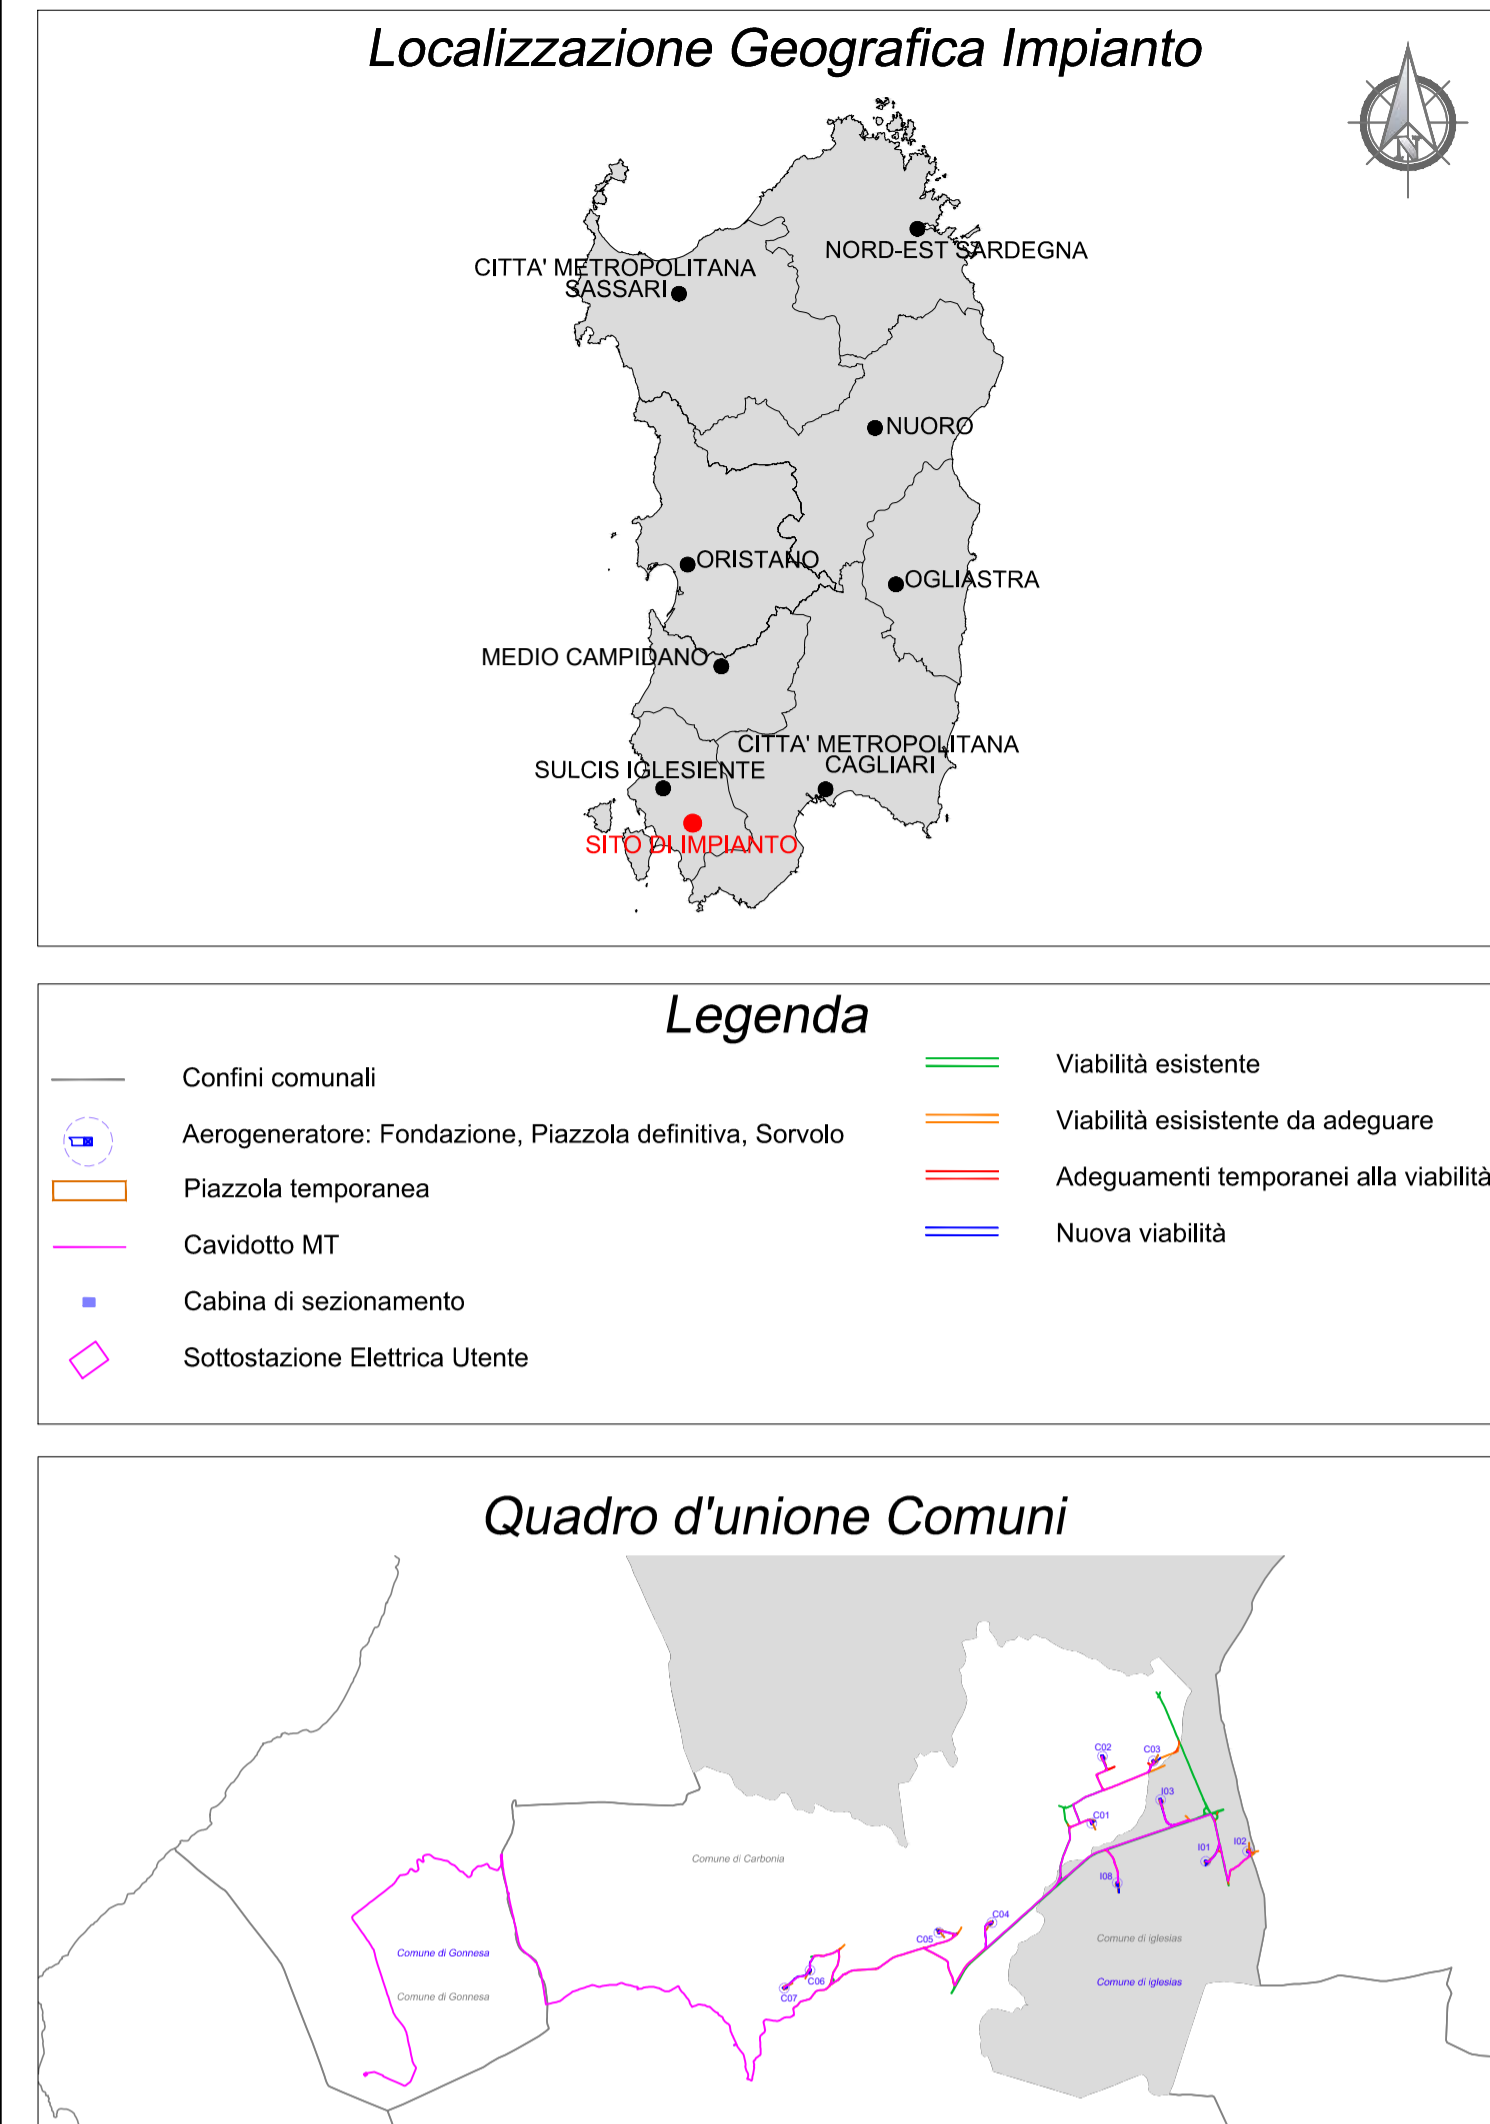 Localizzazione Geografica Impianto
N
NORD-EST SARDEGNA
CITTA' METROPOLITANA
SASSARI
NUORO
ORISTANO
OGLIASTRA
MEDIO CAMPIDANO
CITTA' METROPOLITANA
CAGLIARI
SULCIS IGLESIENTE
SITO DI IMPIANTO
Legenda
Confini comunali
Aerogeneratore: Fondazione, Piazzola definitiva, Sorvolo
Piazzola temporanea
Cavidotto MT
Cabina di sezionamento
Sottostazione Elettrica Utente
Viabilità esistente
Viabilità esisistente da adeguare
Adeguamenti temporanei alla viabilità
Nuova viabilità
Quadro d'unione Comuni
C02
C03
I03
C01
I02
I01
I08
Comune di Carbonia
C04
C05
C06
C07
Comune di Gonnesa
Comune di Gonnesa
Comune di iglesias
Comune di iglesias